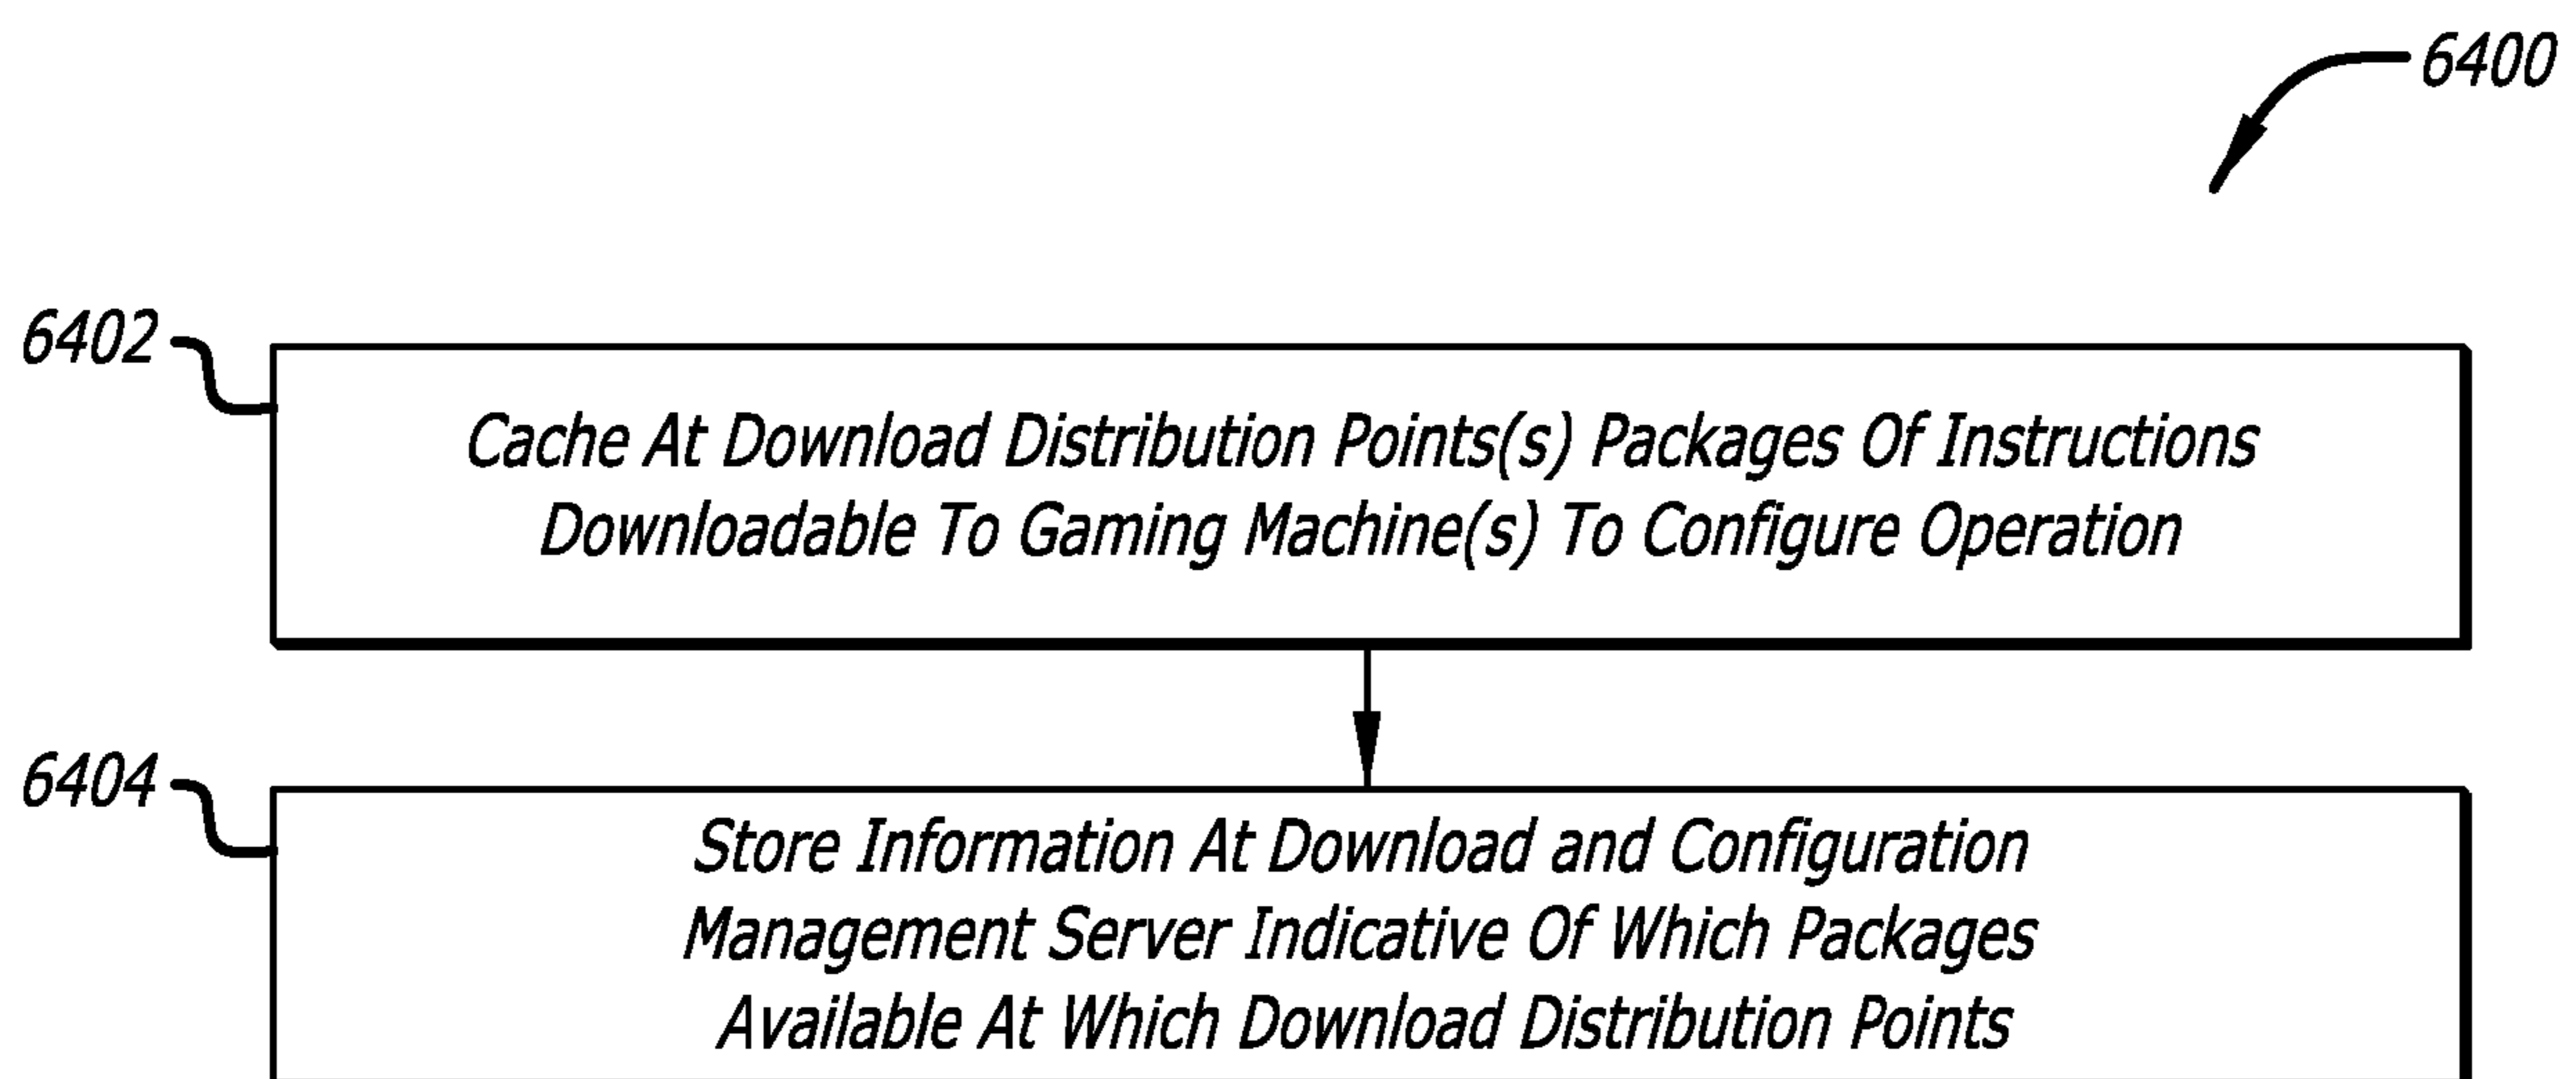 6400
6402
Cache At Download Distribution Points(s) Packages Of Instructions
Downloadable To Gaming Machine(s) To Configure Operation
6404
Store Information At Download and Configuration
Management Server Indicative Of Which Packages
Available At Which Download Distribution Points